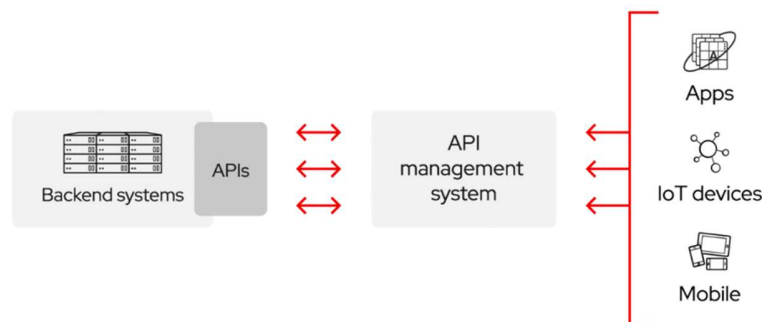 Backend systems
APIs
API
management
system
A
Apps
IoT devices
Mobile